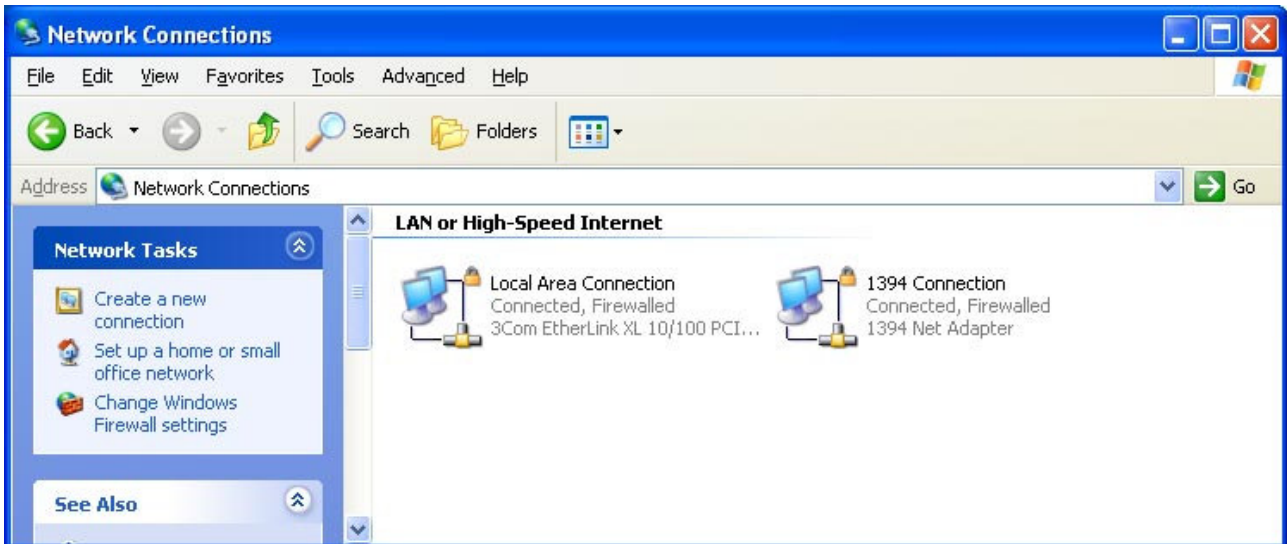 Network Connections
File Edit View Favorites Tools Advanced Help
Back Search Folders
Address Network Connections Go
Network Tasks
Create a new
connection
Set up a home or small
office network
Change Windows
Firewall settings
See Also
LAN or High-Speed Internet
Local Area Connection
Connected, Firewalled
3Com EtherLink XL 10/100 PCI...
1394 Connection
Connected, Firewalled
1394 Net Adapter